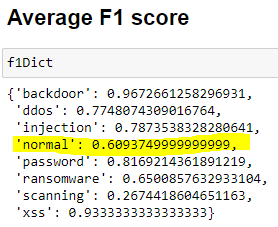 Average F1 score
f1Dict
{'backdoor': 0.9672661258296931,
'ddos': 0.7748074309016764,
'injection': 0.7873538328280641,
'normal': 0.6093749999999999,
'password': 0.8169214361891219,
'ransomware': 0.6500857632933104,
'scanning': 0.2674418604651163,
'xss': 0.9333333333333333}